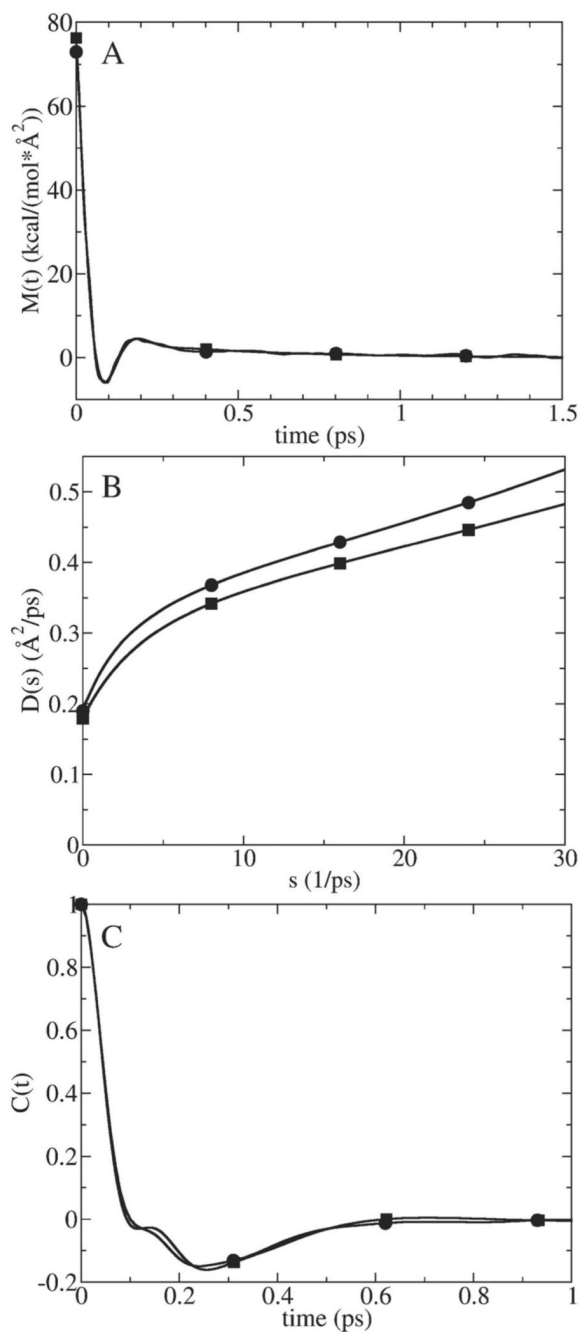 A
80
60
40
20
0
M(t) (kcal/(mol*Å²))
0 0.5 1 1.5
time (ps)
B
0.5
0.4
0.3
0.2
0.1
0
D(s) (Å²/ps)
0 10 20 30
s (1/ps)
C
1
0.8
0.6
0.4
0.2
0
-0.2
C(t)
0 0.2 0.4 0.6 0.8 1
time (ps)